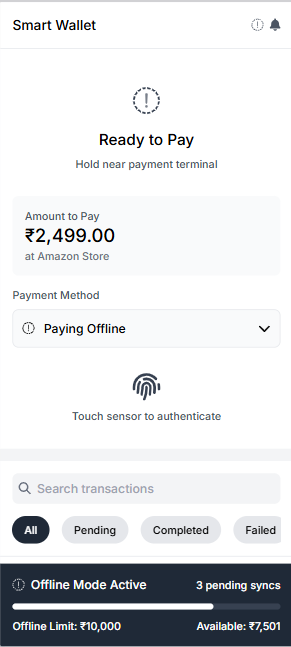 Smart Wallet
Ready to Pay
Hold near payment terminal
Amount to Pay
₹2,499.00
at Amazon Store
Payment Method
Paying Offline
Touch sensor to authenticate
Search transactions
All Pending Completed Failed
Offline Mode Active 3 pending syncs
Offline Limit: ₹10,000 Available: ₹7,501